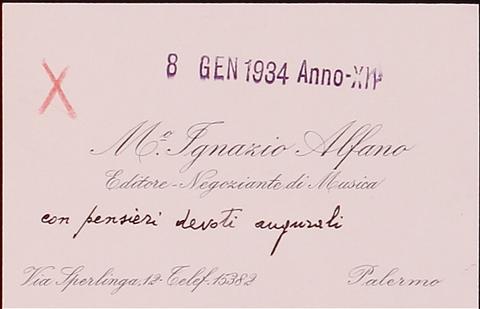 8 GEN 1934 Anno-XII
M.º Ignazio Alfano
Editore-Negoziante di Musica
con pensieri devoti augurali
Via Sperlinga, 12-Telef. 15382 Palermo